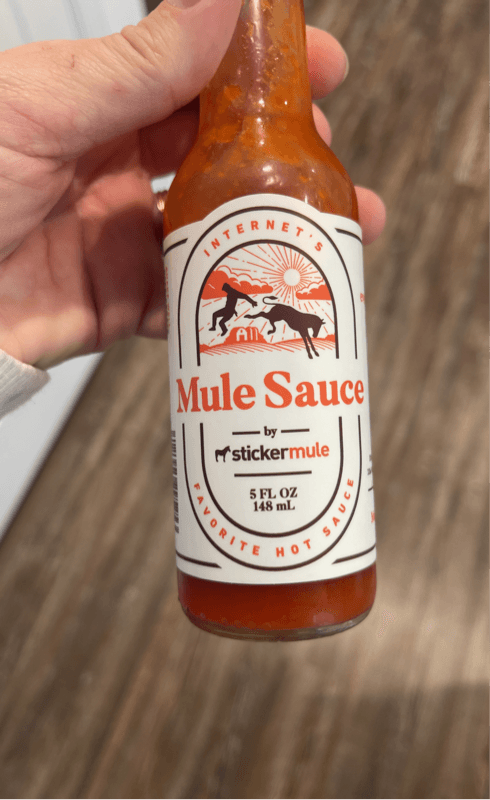 INTERNET'S
Mule Sauce
by
stickermule
5 FL OZ
148 mL
FAVORITE HOT SAUCE